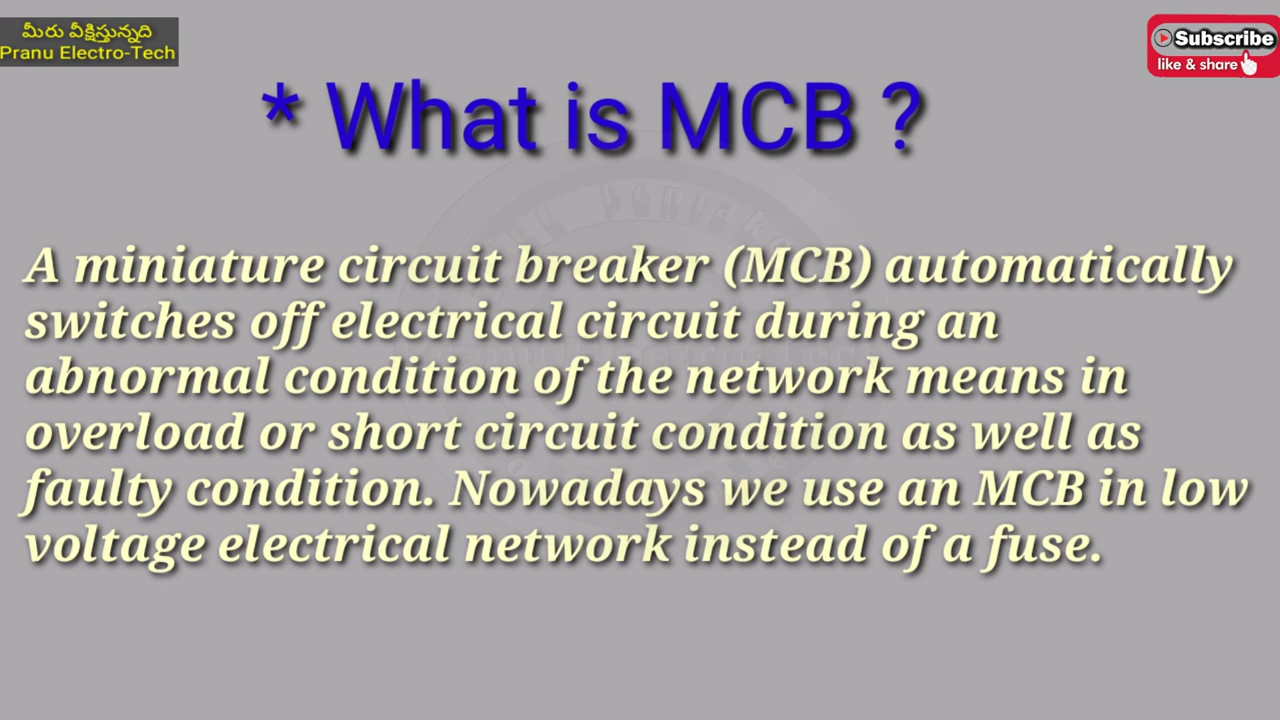 మీరు వీక్షిస్తున్నది
Pranu Electro-Tech
Subscribe
like & share
* What is MCB ?
A miniature circuit breaker (MCB) automatically
switches off electrical circuit during an
abnormal condition of the network means in
overload or short circuit condition as well as
faulty condition. Nowadays we use an MCB in low
voltage electrical network instead of a fuse.